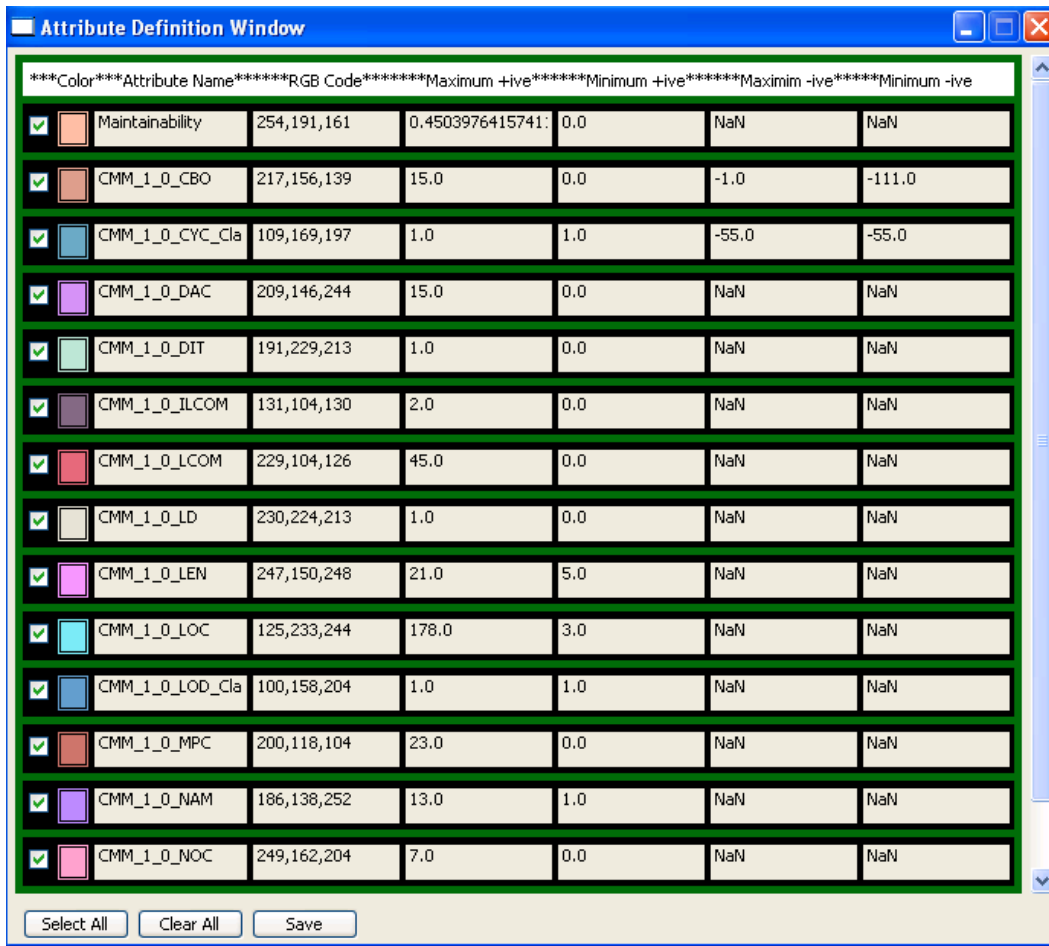 Attribute Definition Window
***Color***Attribute Name******RGB Code*******Maximum +ive******Minimum +ive*******Maximim -ive*****Minimum -ive
Maintainability 254,191,161 0.4503976415741 0.0 NaN NaN
CMM_1_0_CBO 217,156,139 15.0 0.0 -1.0 -111.0
CMM_1_0_CYC_Cla 109,169,197 1.0 1.0 -55.0 -55.0
CMM_1_0_DAC 209,146,244 15.0 0.0 NaN NaN
CMM_1_0_DIT 191,229,213 1.0 0.0 NaN NaN
CMM_1_0_ILCOM 131,104,130 2.0 0.0 NaN NaN
CMM_1_0_LCOM 229,104,126 45.0 0.0 NaN NaN
CMM_1_0_LD 230,224,213 1.0 0.0 NaN NaN
CMM_1_0_LEN 247,150,248 21.0 5.0 NaN NaN
CMM_1_0_LOC 125,233,244 178.0 3.0 NaN NaN
CMM_1_0_LOD_Cla 100,158,204 1.0 1.0 NaN NaN
CMM_1_0_MPC 200,118,104 23.0 0.0 NaN NaN
CMM_1_0_NAM 186,138,252 13.0 1.0 NaN NaN
CMM_1_0_NOC 249,162,204 7.0 0.0 NaN NaN
Select All Clear All Save